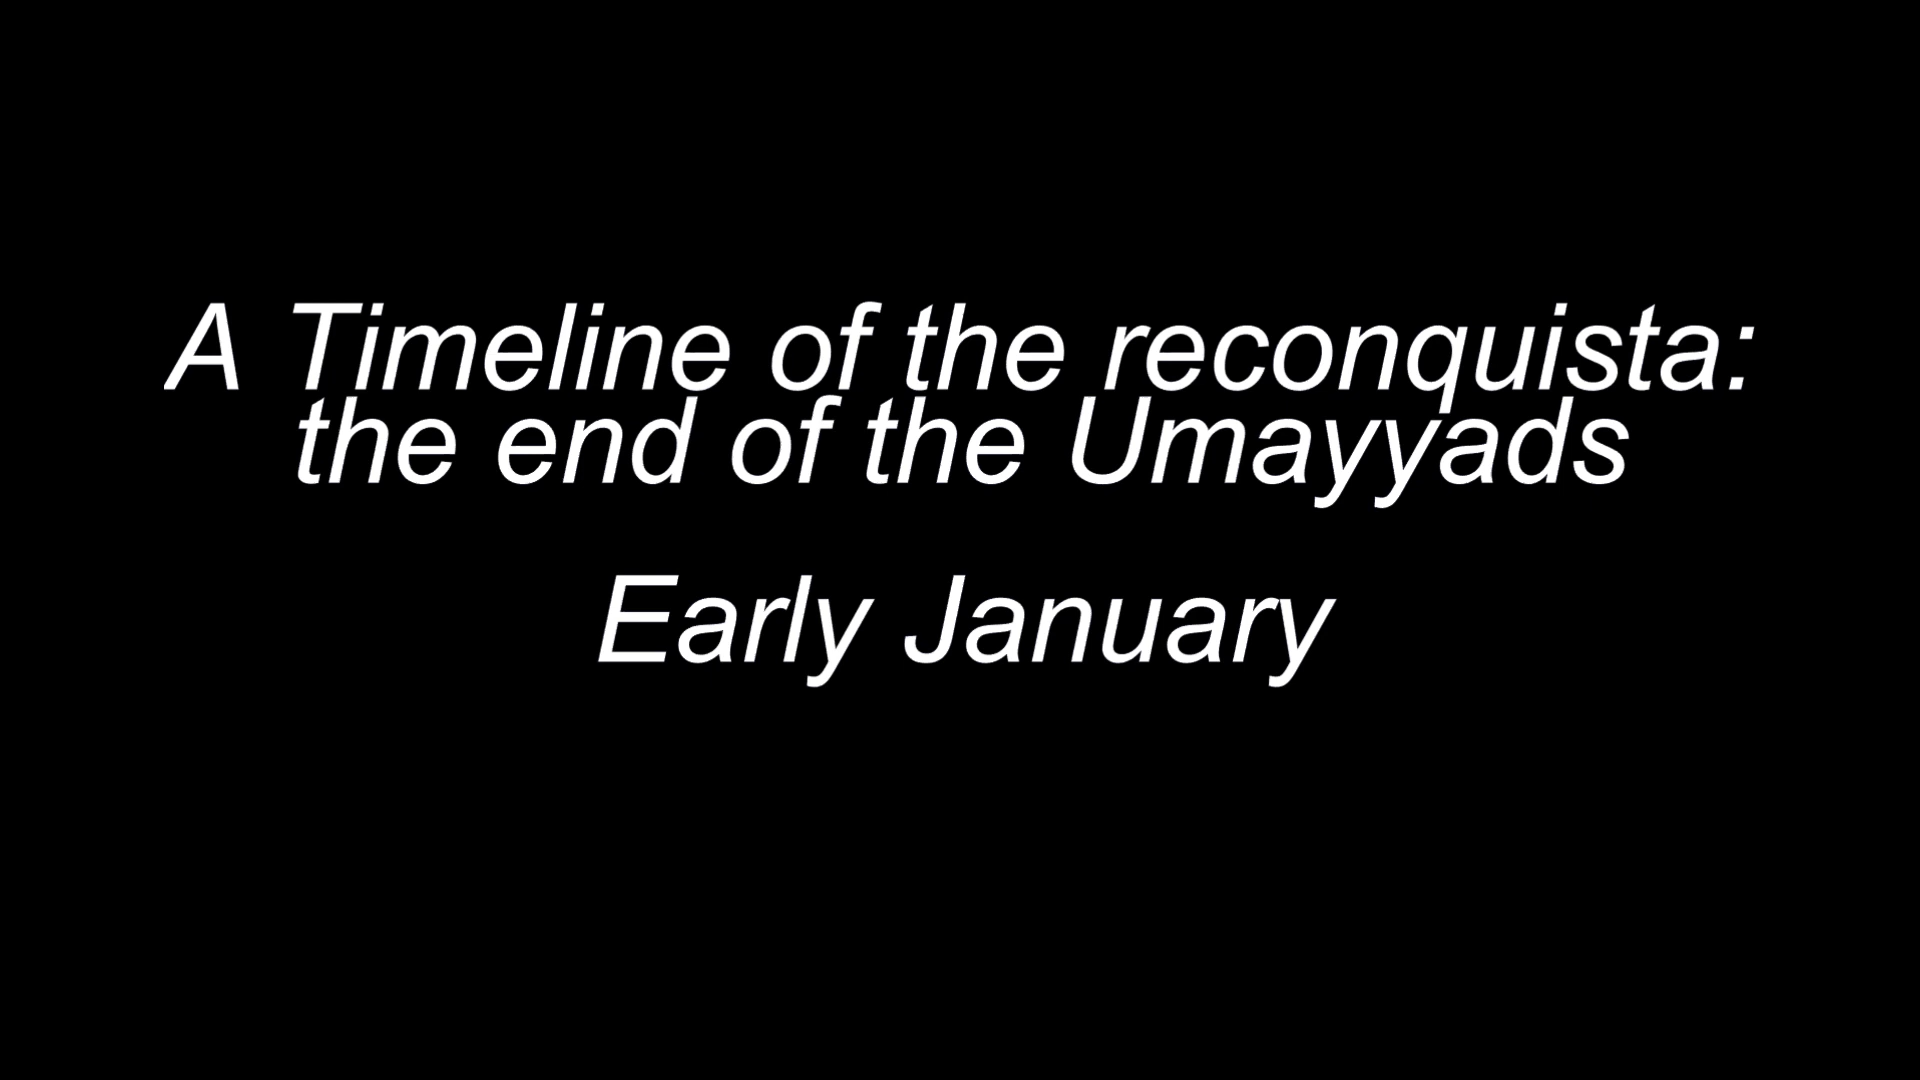 A Timeline of the reconquista:
the end of the Umayyads
Early January